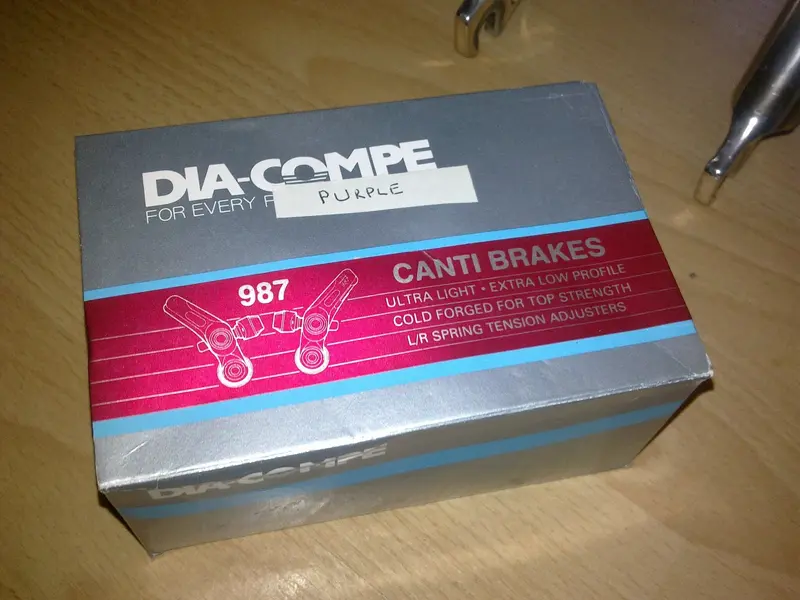 DIA-COMPE
FOR EVERY
PURPLE
987
CANTI BRAKES
ULTRA LIGHT • EXTRA LOW PROFILE
COLD FORGED FOR TOP STRENGTH
L/R SPRING TENSION ADJUSTERS
DIA-COMPE